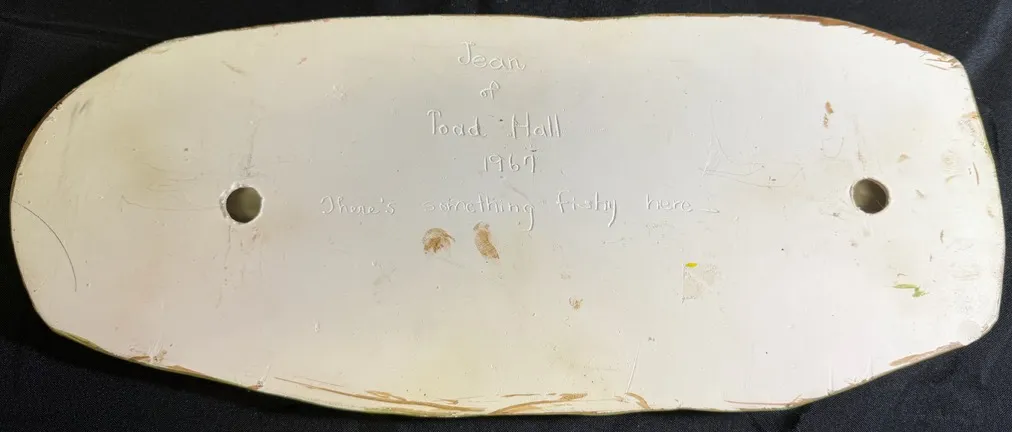 Jean
of
Toad Hall
1967
There's something fishy here